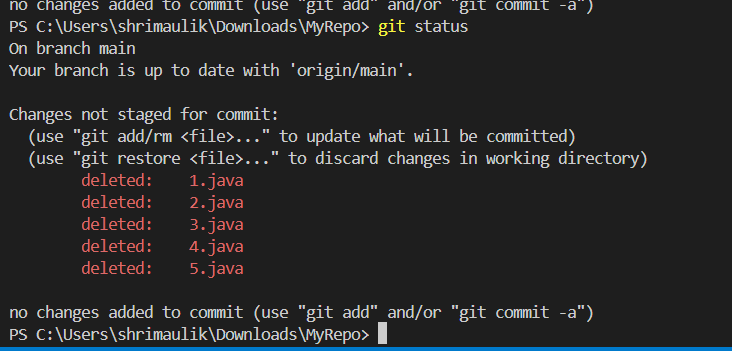 no changes added to commit (use "git add" and/or "git commit -a")
PS C:\Users\shrimaulik\Downloads\MyRepo> git status
On branch main
Your branch is up to date with 'origin/main'.

Changes not staged for commit:
  (use "git add/rm <file>..." to update what will be committed)
  (use "git restore <file>..." to discard changes in working directory)
        deleted:    1.java
        deleted:    2.java
        deleted:    3.java
        deleted:    4.java
        deleted:    5.java

no changes added to commit (use "git add" and/or "git commit -a")
PS C:\Users\shrimaulik\Downloads\MyRepo>